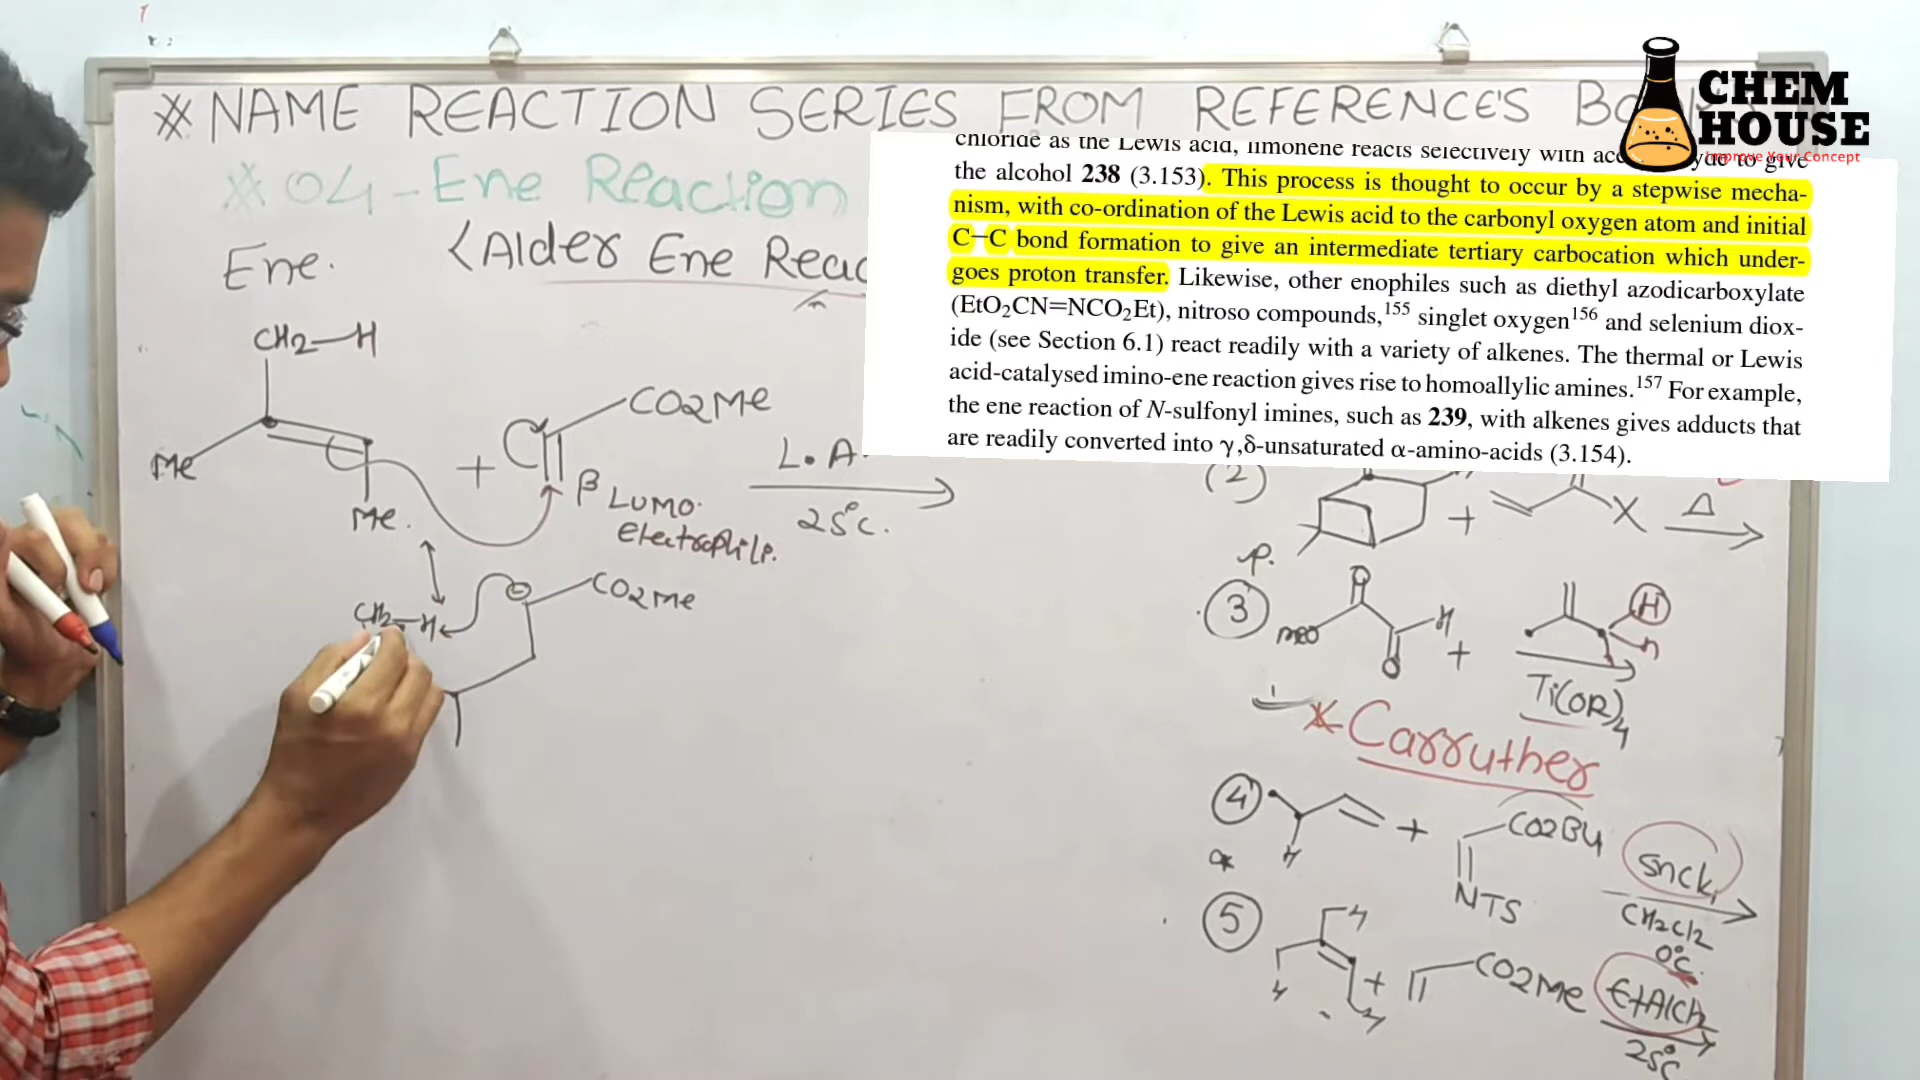 * NAME REACTION SERIES FROM REFERENCES BO
CHEM
HOUSE
Improve Your Concept
* 04 - Ene Reaction
Ene.
<Alder Ene Reac
chloride as the Lewis acid, limonene reacts selectively with
the alcohol 238 (3.153). This process is thought to occur by a stepwise mecha-
nism, with co-ordination of the Lewis acid to the carbonyl oxygen atom and initial
C–C bond formation to give an intermediate tertiary carbocation which under-
goes proton transfer. Likewise, other enophiles such as diethyl azodicarboxylate
(EtO₂CN=NCO₂Et), nitroso compounds,¹⁵⁵ singlet oxygen¹⁵⁶ and selenium diox-
ide (see Section 6.1) react readily with a variety of alkenes. The thermal or Lewis
acid-catalysed imino-ene reaction gives rise to homoallylic amines.¹⁵⁷ For example,
the ene reaction of N-sulfonyl imines, such as 239, with alkenes gives adducts that
are readily converted into γ,δ-unsaturated α-amino-acids (3.154).
CH2—H
Me
Me.
+
CO2Me
β LUMO.
Electrophile.
L.A.
25°C.
CH2—H
⊖
CO2Me
(2)
+
X
Δ
P.
3
MeO
O
O
H
+
H
Ti(OR)4
* Carruther
4
H
+
CO2Bu
NTS
CH2Cl2
0°C.
5
H
H
H
+
CO2Me
EtAlCl2
25°C